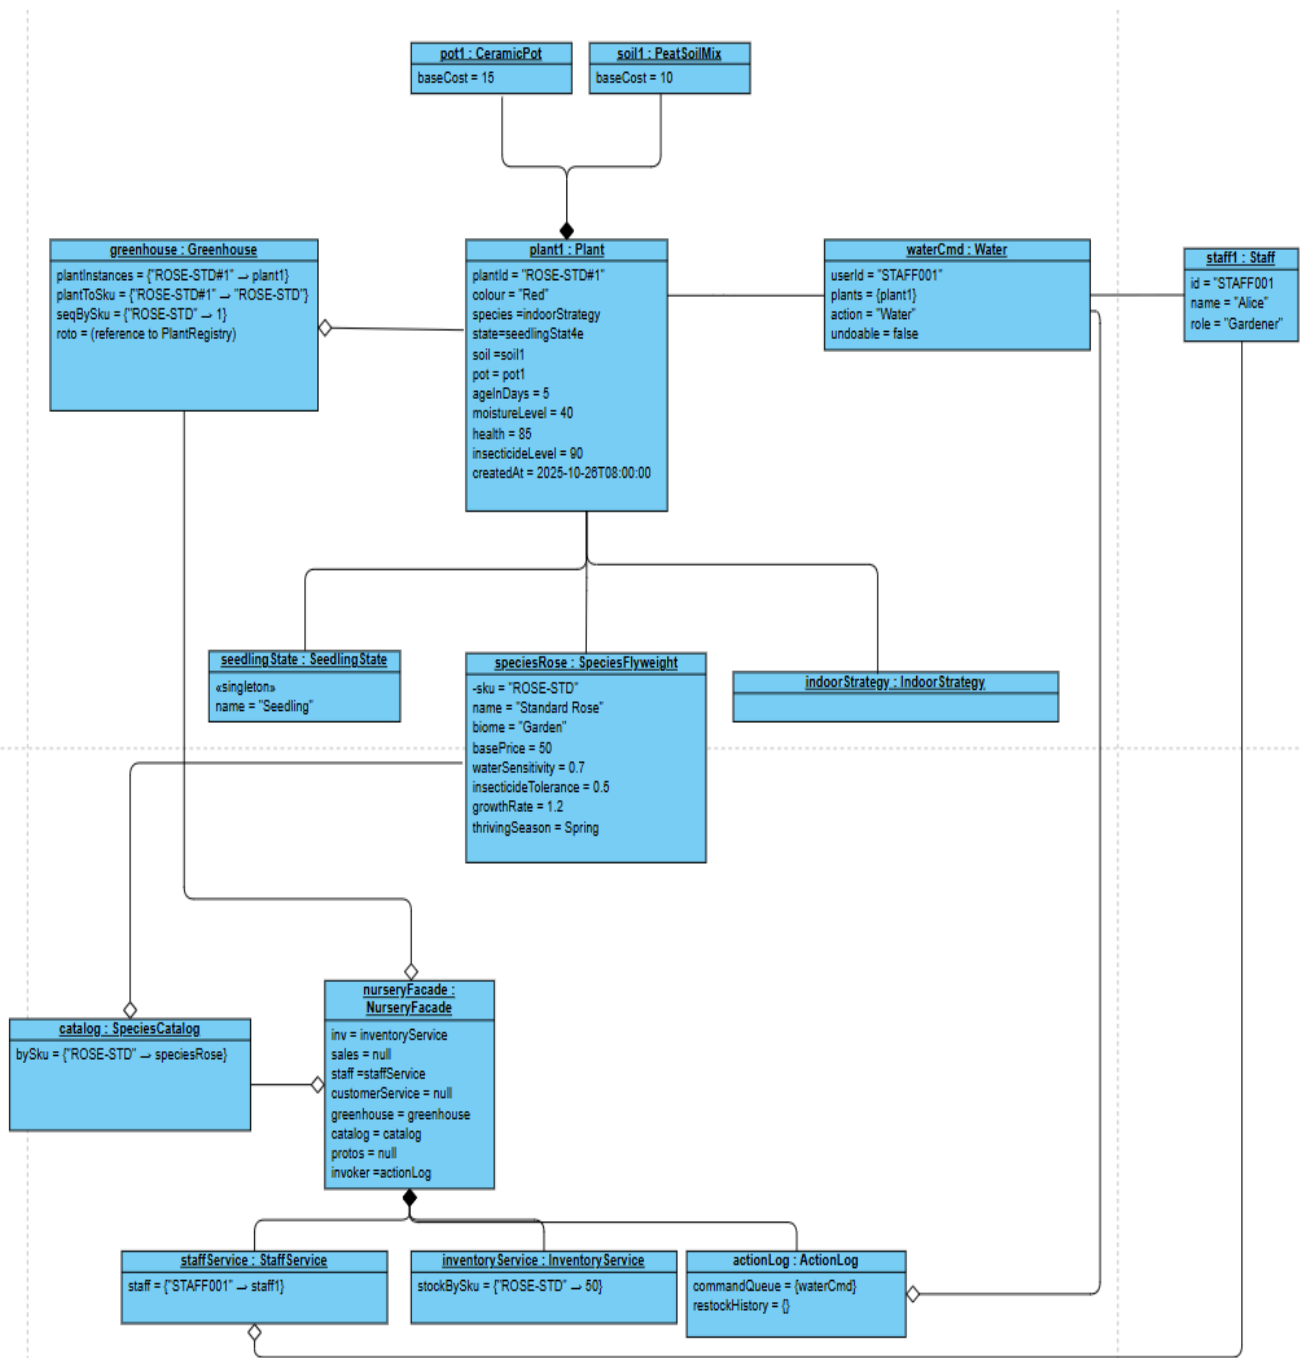 pot1 : CeramicPot
baseCost = 15
soil1 : PeatSoilMix
baseCost = 10
greenhouse : Greenhouse
plantInstances = {"ROSE-STD#1" → plant1}
plantToSku = {"ROSE-STD#1" → "ROSE-STD"}
seqBySku = {"ROSE-STD" → 1}
roto = (reference to PlantRegistry)
plant1 : Plant
plantId = "ROSE-STD#1"
colour = "Red"
species =indoorStrategy
state=seedlingStat4e
soil =soil1
pot = pot1
ageInDays = 5
moistureLevel = 40
health = 85
insecticideLevel = 90
createdAt = 2025-10-26T08:00:00
waterCmd : Water
userId = "STAFF001"
plants = {plant1}
action = "Water"
undoable = false
staff1 : Staff
id = "STAFF001
name = "Alice"
role = "Gardener"
seedlingState : SeedlingState
«singleton»
name = "Seedling"
speciesRose : SpeciesFlyweight
-sku = "ROSE-STD"
name = "Standard Rose"
biome = "Garden"
basePrice = 50
waterSensitivity = 0.7
insecticideTolerance = 0.5
growthRate = 1.2
thrivingSeason = Spring
indoorStrategy : IndoorStrategy
catalog : SpeciesCatalog
bySku = {"ROSE-STD" → speciesRose}
nurseryFacade :
NurseryFacade
inv = inventoryService
sales = null
staff =staffService
customerService = null
greenhouse = greenhouse
catalog = catalog
protos = null
invoker =actionLog
staffService : StaffService
staff = {"STAFF001" → staff1}
inventoryService : InventoryService
stockBySku = {"ROSE-STD" → 50}
actionLog : ActionLog
commandQueue = {waterCmd}
restockHistory = {}